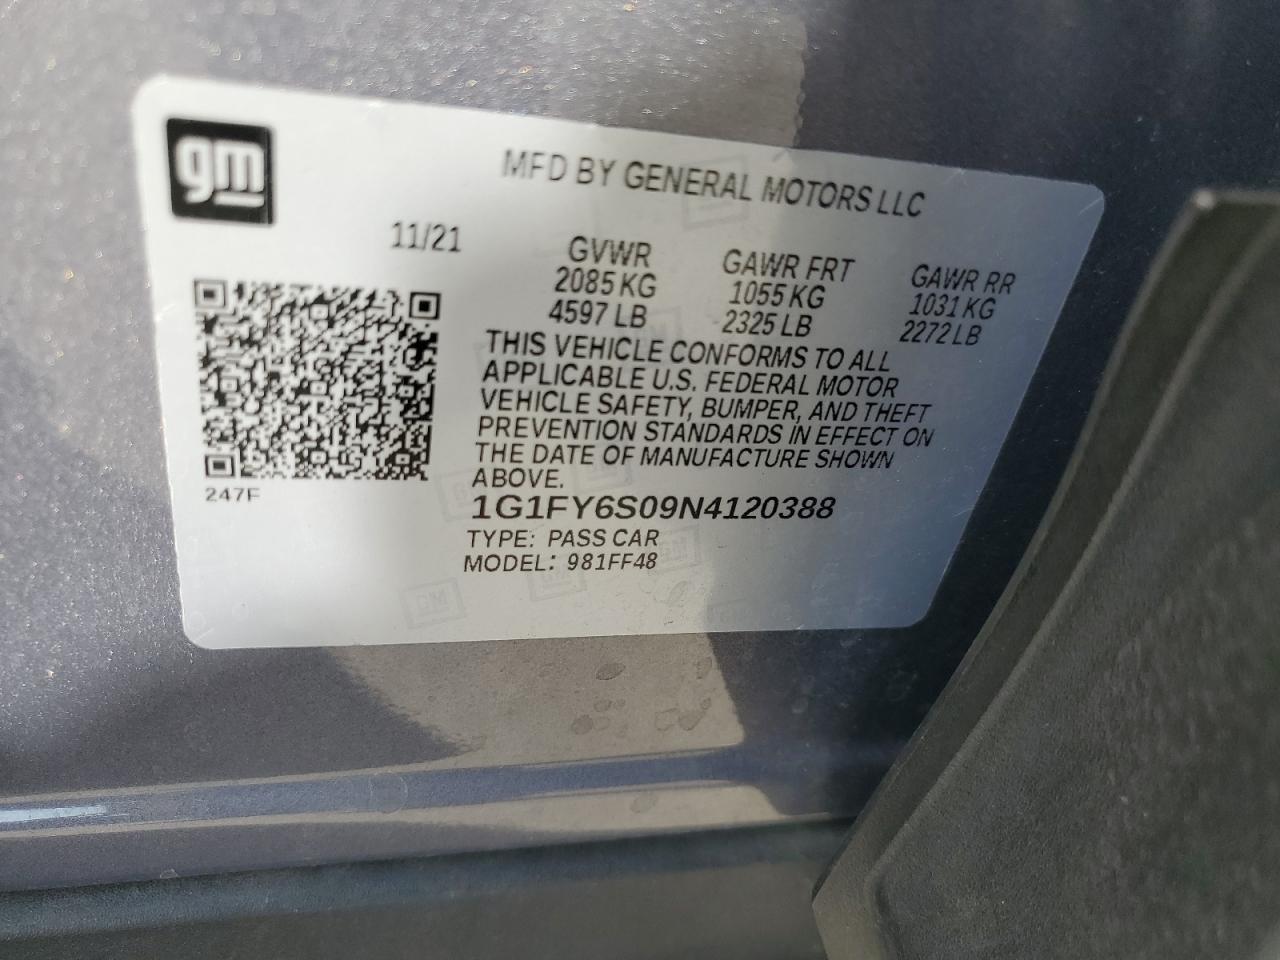 gm
MFD BY GENERAL MOTORS LLC
11/21
GVWR GAWR FRT GAWR RR
2085 KG 1055 KG 1031 KG
4597 LB 2325 LB 2272 LB
THIS VEHICLE CONFORMS TO ALL
APPLICABLE U.S. FEDERAL MOTOR
VEHICLE SAFETY, BUMPER, AND THEFT
PREVENTION STANDARDS IN EFFECT ON
THE DATE OF MANUFACTURE SHOWN
ABOVE.
247F
1G1FY6S09N4120388
TYPE: PASS CAR
MODEL: 981FF48
GM